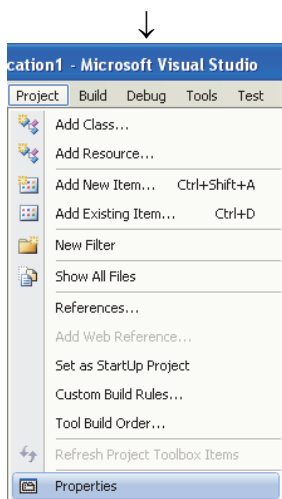 cation1 - Microsoft Visual Studio
Project Build Debug Tools Test
Add Class...
Add Resource...
Add New Item... Ctrl+Shift+A
Add Existing Item... Ctrl+D
New Filter
Show All Files
References...
Add Web Reference...
Set as StartUp Project
Custom Build Rules...
Tool Build Order...
Refresh Project Toolbox Items
Properties